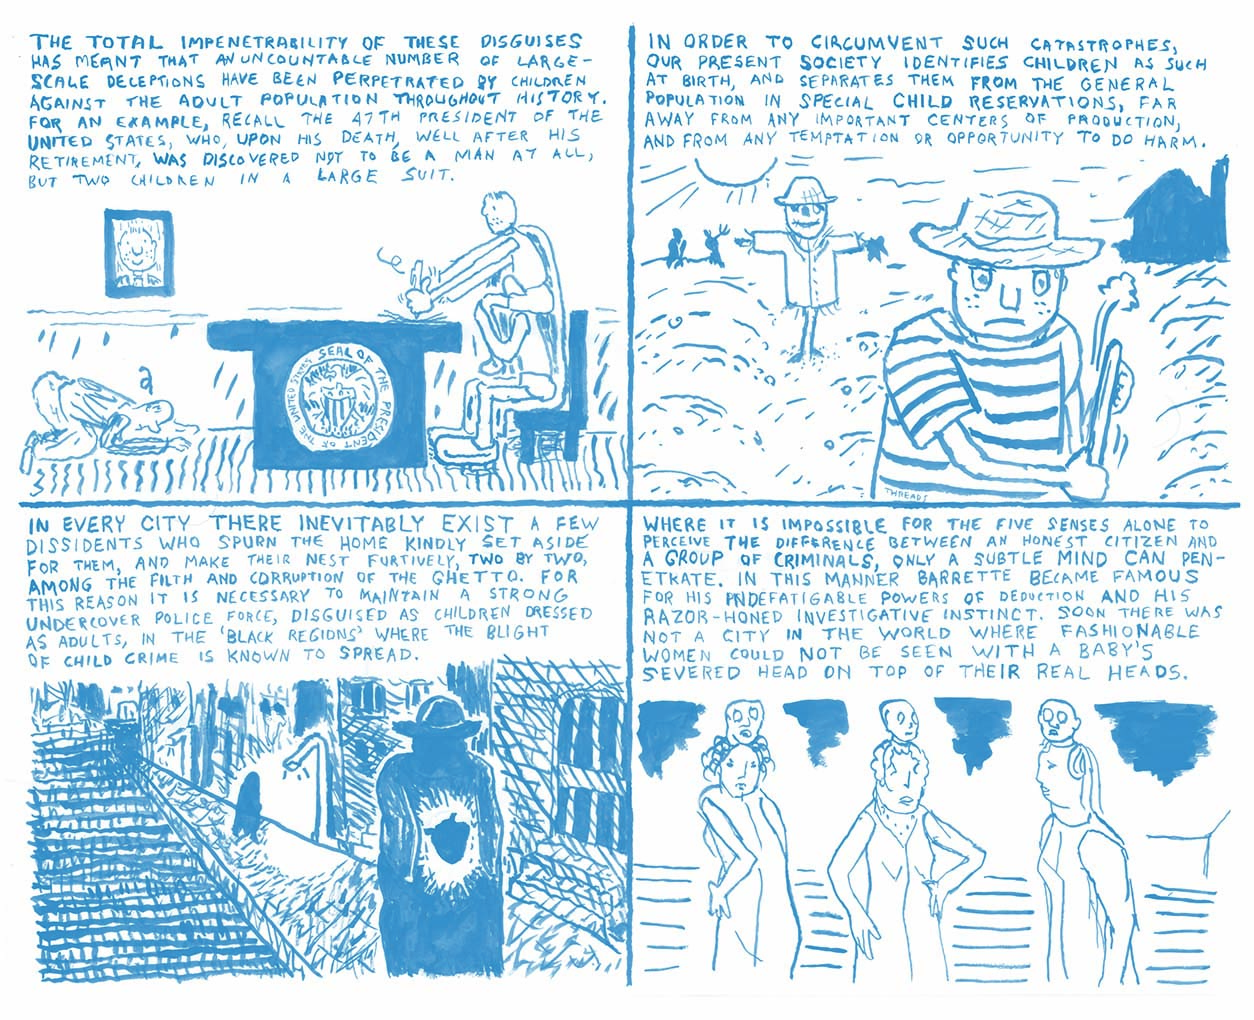 THE TOTAL IMPENETRABILITY OF THESE DISGUISES
HAS MEANT THAT AN UNCOUNTABLE NUMBER OF LARGE-
SCALE DECEPTIONS HAVE BEEN PERPETRATED BY CHILDREN
AGAINST THE ADULT POPULATION THROUGHOUT HISTORY.
FOR AN EXAMPLE, RECALL THE 47TH PRESIDENT OF THE
UNITED STATES, WHO, UPON HIS DEATH, WELL AFTER HIS
RETIREMENT, WAS DISCOVERED NOT TO BE A MAN AT ALL,
BUT TWO CHILDREN IN A LARGE SUIT.
SEAL OF THE PRESIDENT OF THE UNITED STATES
IN ORDER TO CIRCUMVENT SUCH CATASTROPHES,
OUR PRESENT SOCIETY IDENTIFIES CHILDREN AS SUCH
AT BIRTH, AND SEPARATES THEM FROM THE GENERAL
POPULATION IN SPECIAL CHILD RESERVATIONS, FAR
AWAY FROM ANY IMPORTANT CENTERS OF PRODUCTION,
AND FROM ANY TEMPTATION OR OPPORTUNITY TO DO HARM.
THREADS
IN EVERY CITY THERE INEVITABLY EXIST A FEW
DISSIDENTS WHO SPURN THE HOME KINDLY SET ASIDE
FOR THEM, AND MAKE THEIR NEST FURTIVELY, TWO BY TWO,
AMONG THE FILTH AND CORRUPTION OF THE GHETTO. FOR
THIS REASON IT IS NECESSARY TO MAINTAIN A STRONG
UNDERCOVER POLICE FORCE, DISGUISED AS CHILDREN DRESSED
AS ADULTS, IN THE 'BLACK REGIONS' WHERE THE BLIGHT
OF CHILD CRIME IS KNOWN TO SPREAD.
WHERE IT IS IMPOSSIBLE FOR THE FIVE SENSES ALONE TO
PERCEIVE THE DIFFERENCE BETWEEN AN HONEST CITIZEN AND
A GROUP OF CRIMINALS, ONLY A SUBTLE MIND CAN PEN-
ETRATE. IN THIS MANNER BARRETTE BECAME FAMOUS
FOR HIS INDEFATIGABLE POWERS OF DEDUCTION AND HIS
RAZOR-HONED INVESTIGATIVE INSTINCT. SOON THERE WAS
NOT A CITY IN THE WORLD WHERE FASHIONABLE
WOMEN COULD NOT BE SEEN WITH A BABY'S
SEVERED HEAD ON TOP OF THEIR REAL HEADS.